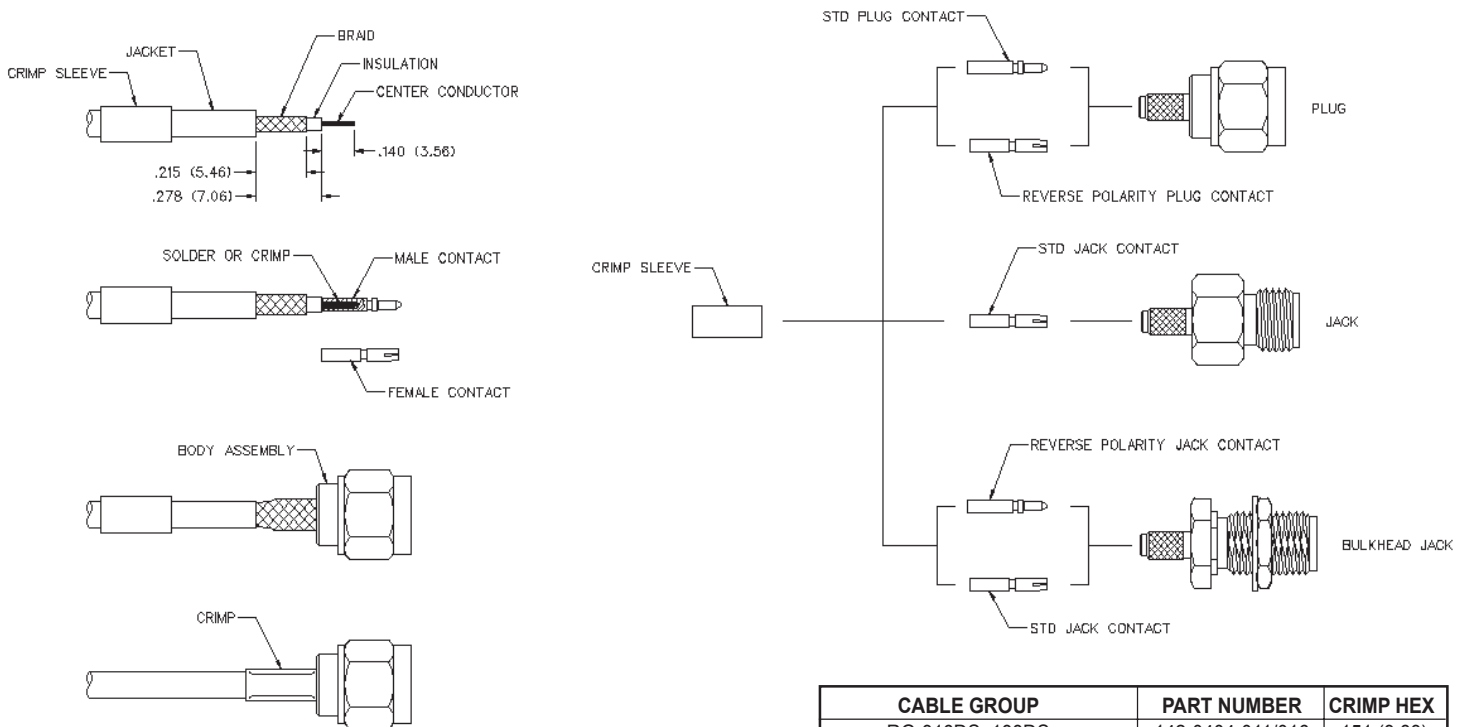 BRAID
JACKET
INSULATION
CRIMP SLEEVE
CENTER CONDUCTOR
.140 (3.56)
.215 (5.46)
.278 (7.06)
SOLDER OR CRIMP
MALE CONTACT
FEMALE CONTACT
BODY ASSEMBLY
CRIMP
STD PLUG CONTACT
PLUG
REVERSE POLARITY PLUG CONTACT
STD JACK CONTACT
CRIMP SLEEVE
JACK
REVERSE POLARITY JACK CONTACT
BULKHEAD JACK
STD JACK CONTACT
CABLE GROUP PART NUMBER CRIMP HEX